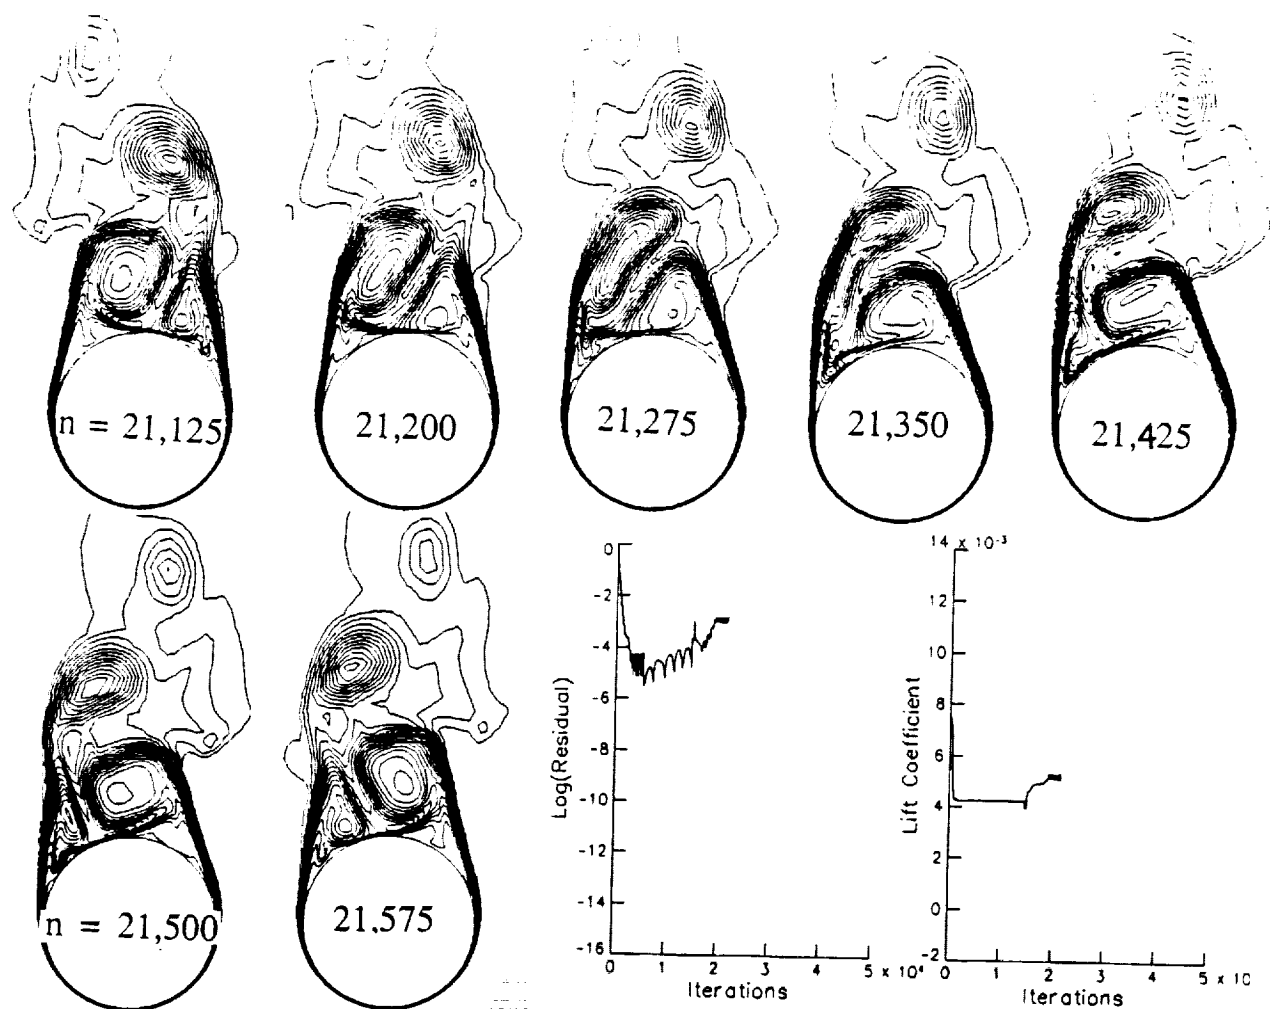 n = 21,125
21,200
21,275
21,350
21,425
n = 21,500
21,575
0
-2
-4
-6
-8
-10
-12
-14
-16
Log(Residual)
0 1 2 3 4 5 × 10⁴
Iterations
14 × 10⁻³
12
10
8
6
4
2
0
-2
Lift Coefficient
0 1 2 3 4 5 × 10
Iterations